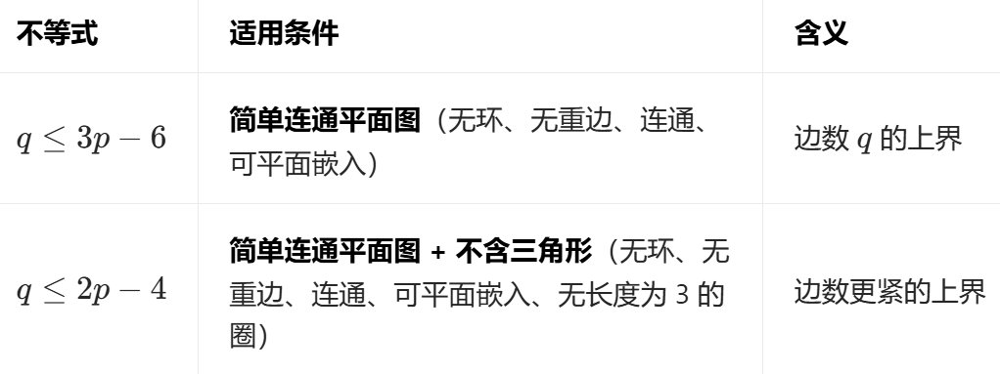 不等式 适用条件 含义
q ≤ 3p − 6 简单连通平面图（无环、无重边、连通、
可平面嵌入） 边数 q 的上界
q ≤ 2p − 4 简单连通平面图 + 不含三角形（无环、无
重边、连通、可平面嵌入、无长度为 3 的
圈） 边数更紧的上界